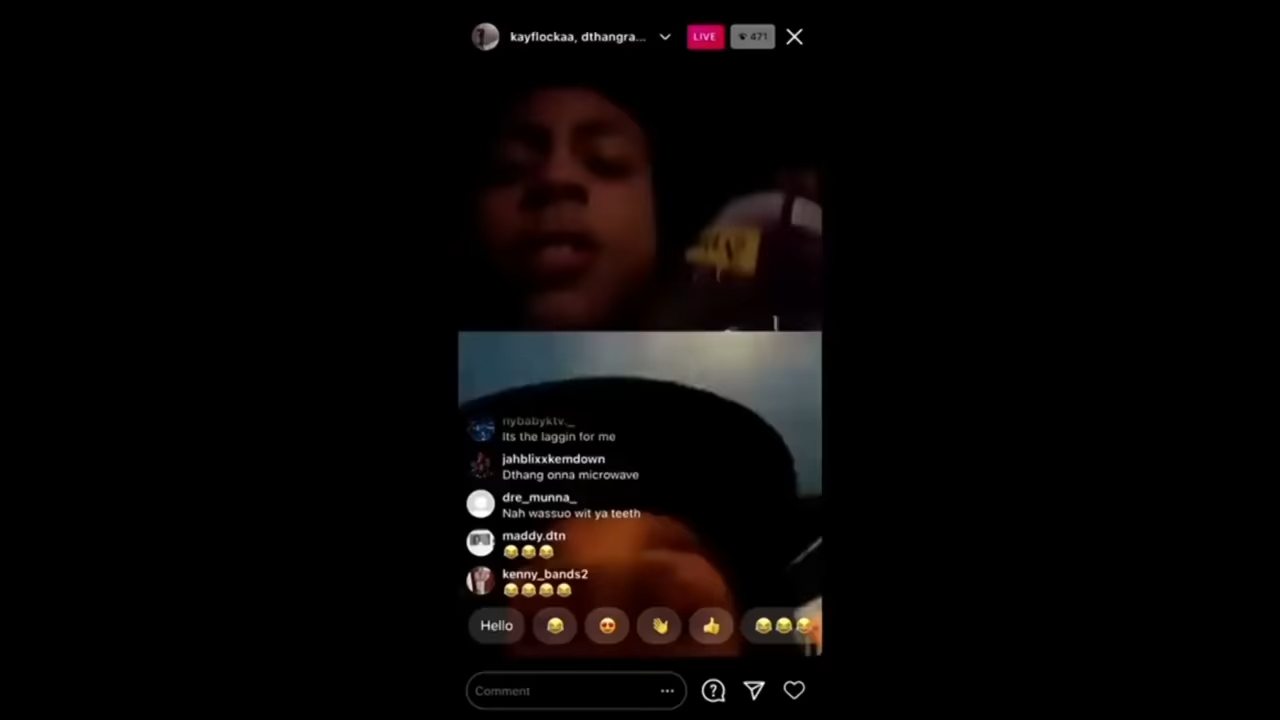 kayflockaa, dthangra...
LIVE
471
nybabyktv._
Its the laggin for me
jahblixxkemdown
Dthang onna microwave
dre_munna_
Nah wassuo wit ya teeth
maddy.dtn
😂😂😂
kenny_bands2
😂😂😂😂
Hello 😂 😍 👋 👍 😂😂😂
Comment